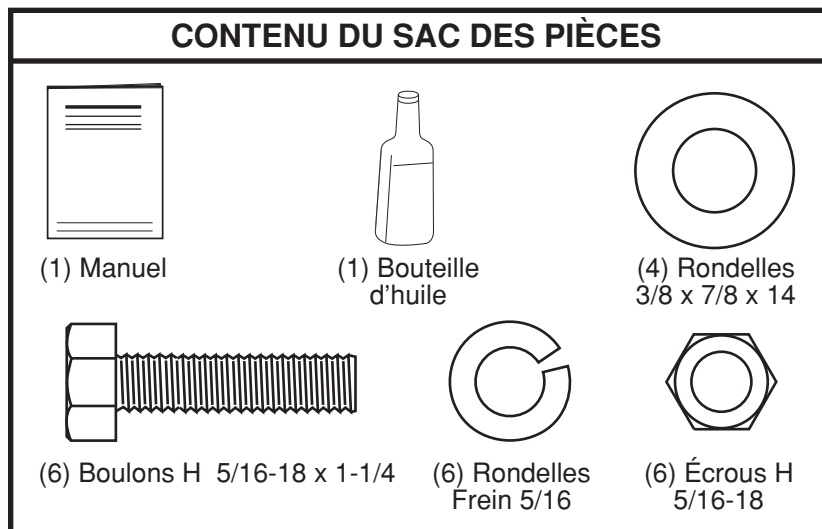 CONTENU DU SAC DES PIÈCES
(1) Manuel
(1) Bouteille
d'huile
(4) Rondelles
3/8 x 7/8 x 14
(6) Boulons H  5/16-18 x 1-1/4
(6) Rondelles
Frein 5/16
(6) Écrous H
5/16-18